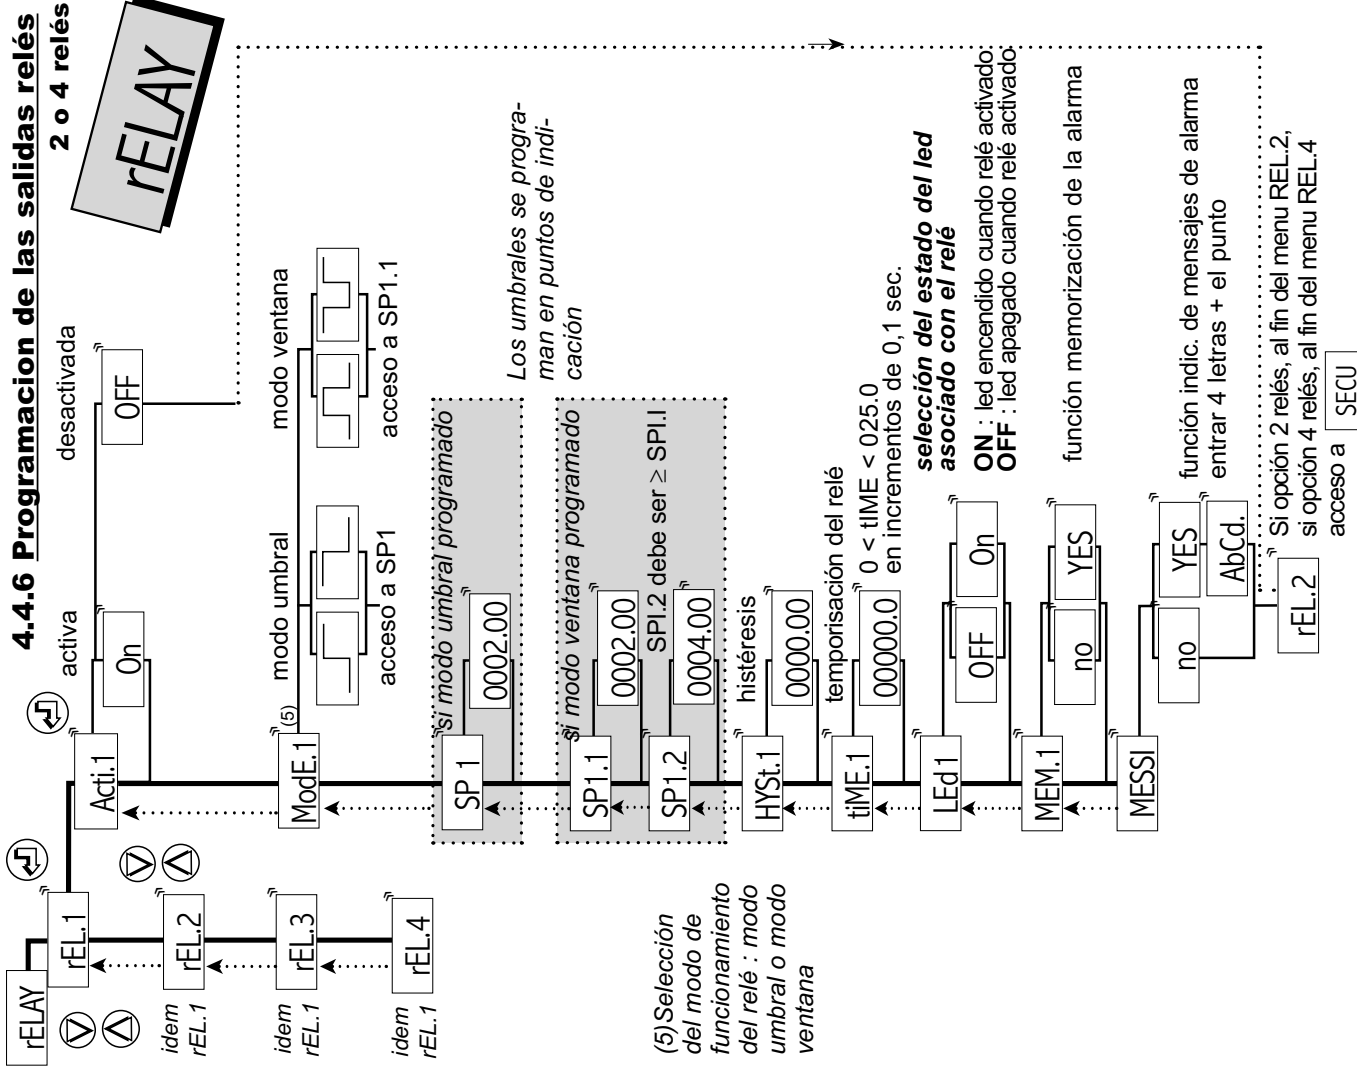 4.4.6 Programacion de las salidas relés
2 o 4 relés
rELAY
rELAY
rEL.1
rEL.2
idem
rEL.1
rEL.3
idem
rEL.1
rEL.4
idem
rEL.1
Acti.1
activa
On
desactivada
OFF
ModE.1
(5)
modo umbral
acceso a SP1
modo ventana
acceso a SP1.1
si modo umbral programado
SP 1
0002.00
Los umbrales se progra-
man en puntos de indi-
cación
si modo ventana programado
SP1.1
0002.00
SPI.2 debe ser ≥ SPI.I
SP1.2
0004.00
HYSt.1
histéresis
0000.00
tiME.1
temporisación del relé
00000.0
0 < tIME < 025.0
en incrementos de 0,1 sec.
LEd1
OFF
On
selección del estado del led
asociado con el relé
ON : led encendido cuando relé activado
OFF : led apagado cuando relé activado
MEM.1
no
YES
función memorización de la alarma
MESSI
no
YES
AbCd.
función indic. de mensajes de alarma
entrar 4 letras + el punto
rEL.2
Si opción 2 relés, al fin del menu REL.2,
si opción 4 relés, al fin del menu REL.4
acceso a SECU
(5)Selección
del modo de
funcionamiento
del relé : modo
umbral o modo
ventana